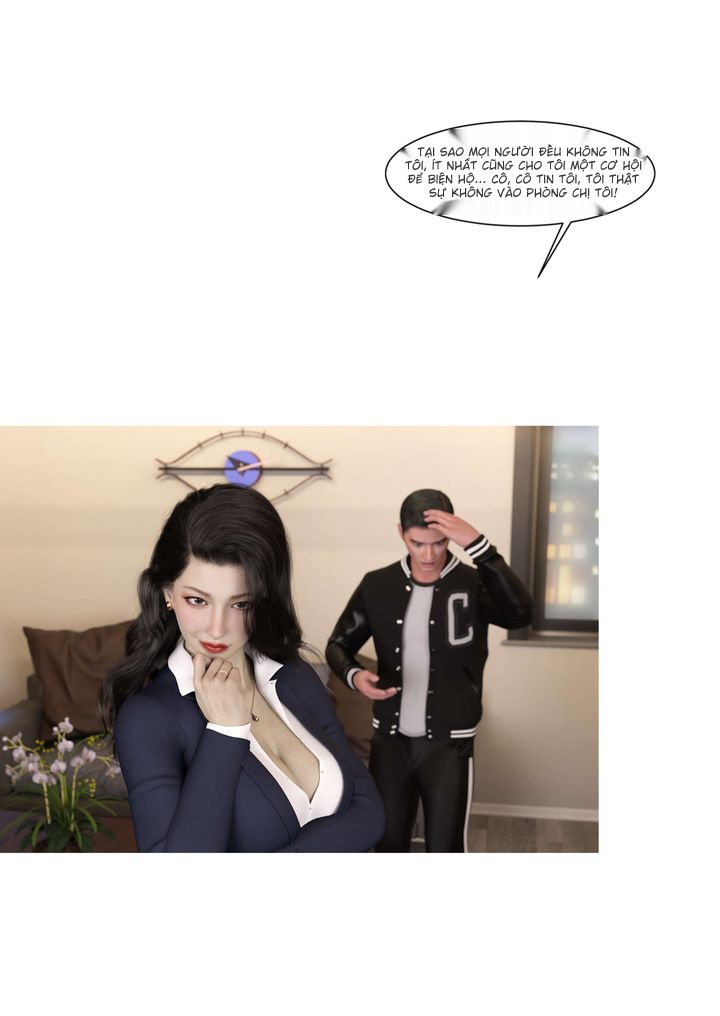 TẠI SAO MỌI NGƯỜI ĐỀU KHÔNG TIN
TÔI, ÍT NHẤT CŨNG CHO TÔI MỘT CƠ HỘI
ĐỂ BIỆN HỘ... CÔ, CÔ TIN TÔI, TÔI THẬT
SỰ KHÔNG VÀO PHÒNG CHỊ TÔI!
C